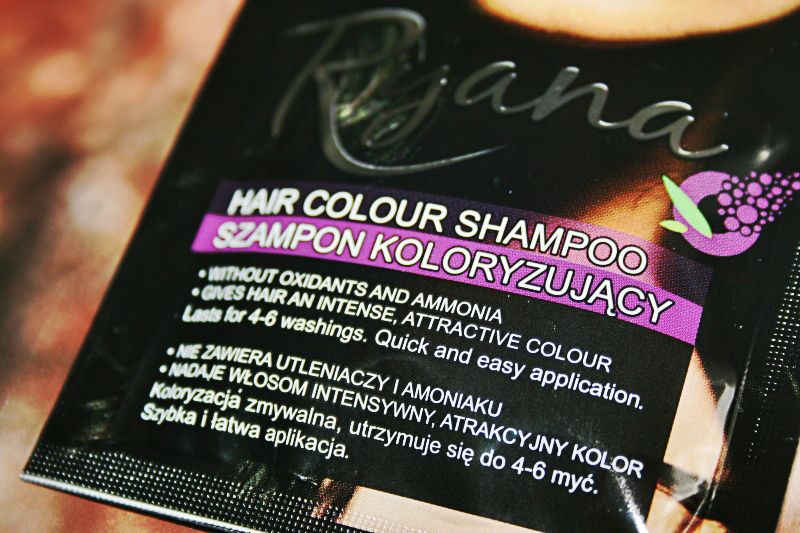 Ryana
HAIR COLOUR SHAMPOO
SZAMPON KOLORYZUJĄCY
• WITHOUT OXIDANTS AND AMMONIA
• GIVES HAIR AN INTENSE, ATTRACTIVE COLOUR
Lasts for 4-6 washings. Quick and easy application.
• NIE ZAWIERA UTLENIACZY I AMONIAKU
• NADAJE WŁOSOM INTENSYWNY, ATRAKCYJNY KOLOR
Koloryzacja zmywalna, utrzymuje się do 4-6 myć.
Szybka i łatwa aplikacja.